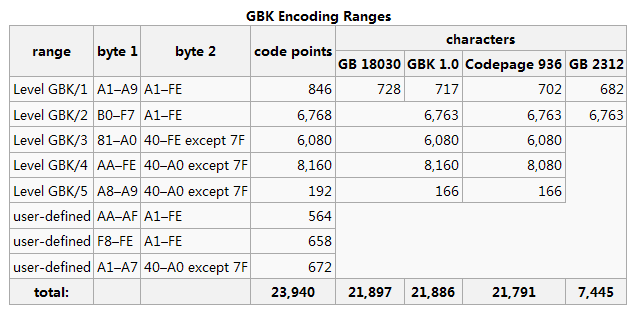 GBK Encoding Ranges
range byte 1 byte 2 code points characters
GB 18030 GBK 1.0 Codepage 936 GB 2312
Level GBK/1 A1–A9 A1–FE 846 728 717 702 682
Level GBK/2 B0–F7 A1–FE 6,768 6,763 6,763 6,763
Level GBK/3 81–A0 40–FE except 7F 6,080 6,080 6,080
Level GBK/4 AA–FE 40–A0 except 7F 8,160 8,160 8,080
Level GBK/5 A8–A9 40–A0 except 7F 192 166 166
user-defined AA–AF A1–FE 564
user-defined F8–FE A1–FE 658
user-defined A1–A7 40–A0 except 7F 672
total: 23,940 21,897 21,886 21,791 7,445